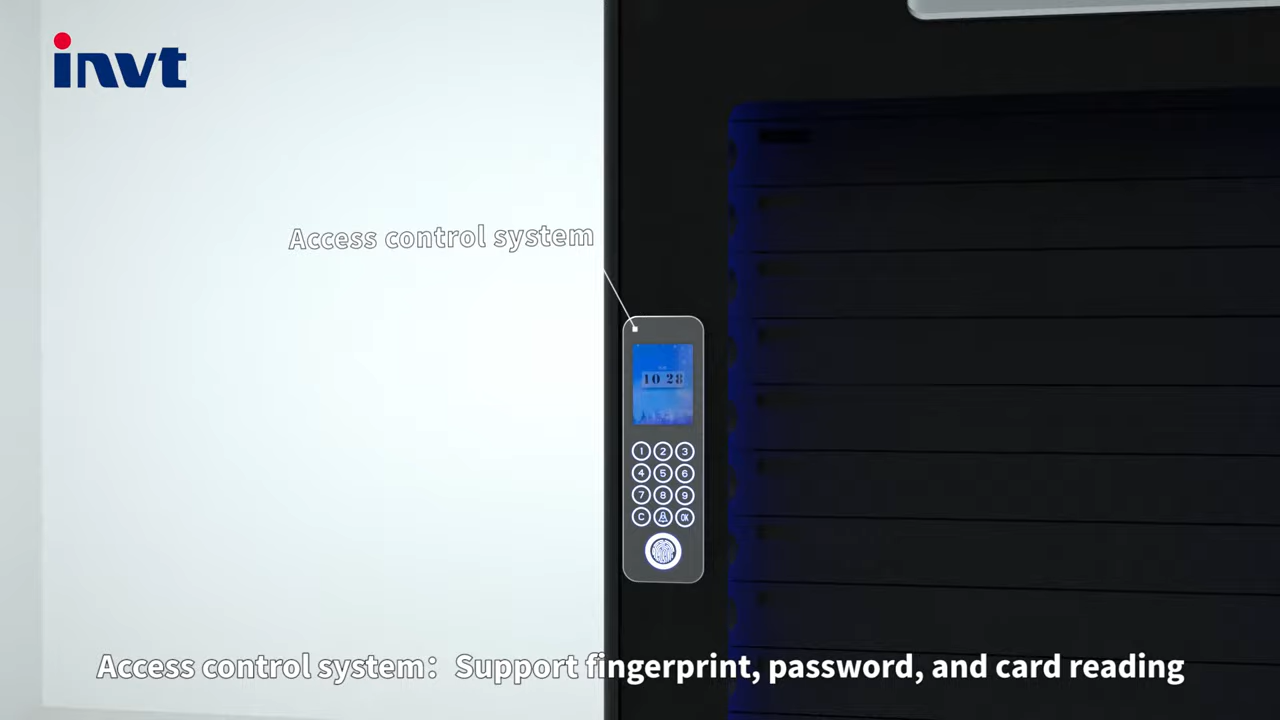 invt
Access control system
10 28
1 2 3
4 5 6
7 8 9
C OK
Access control system：Support fingerprint, password, and card reading